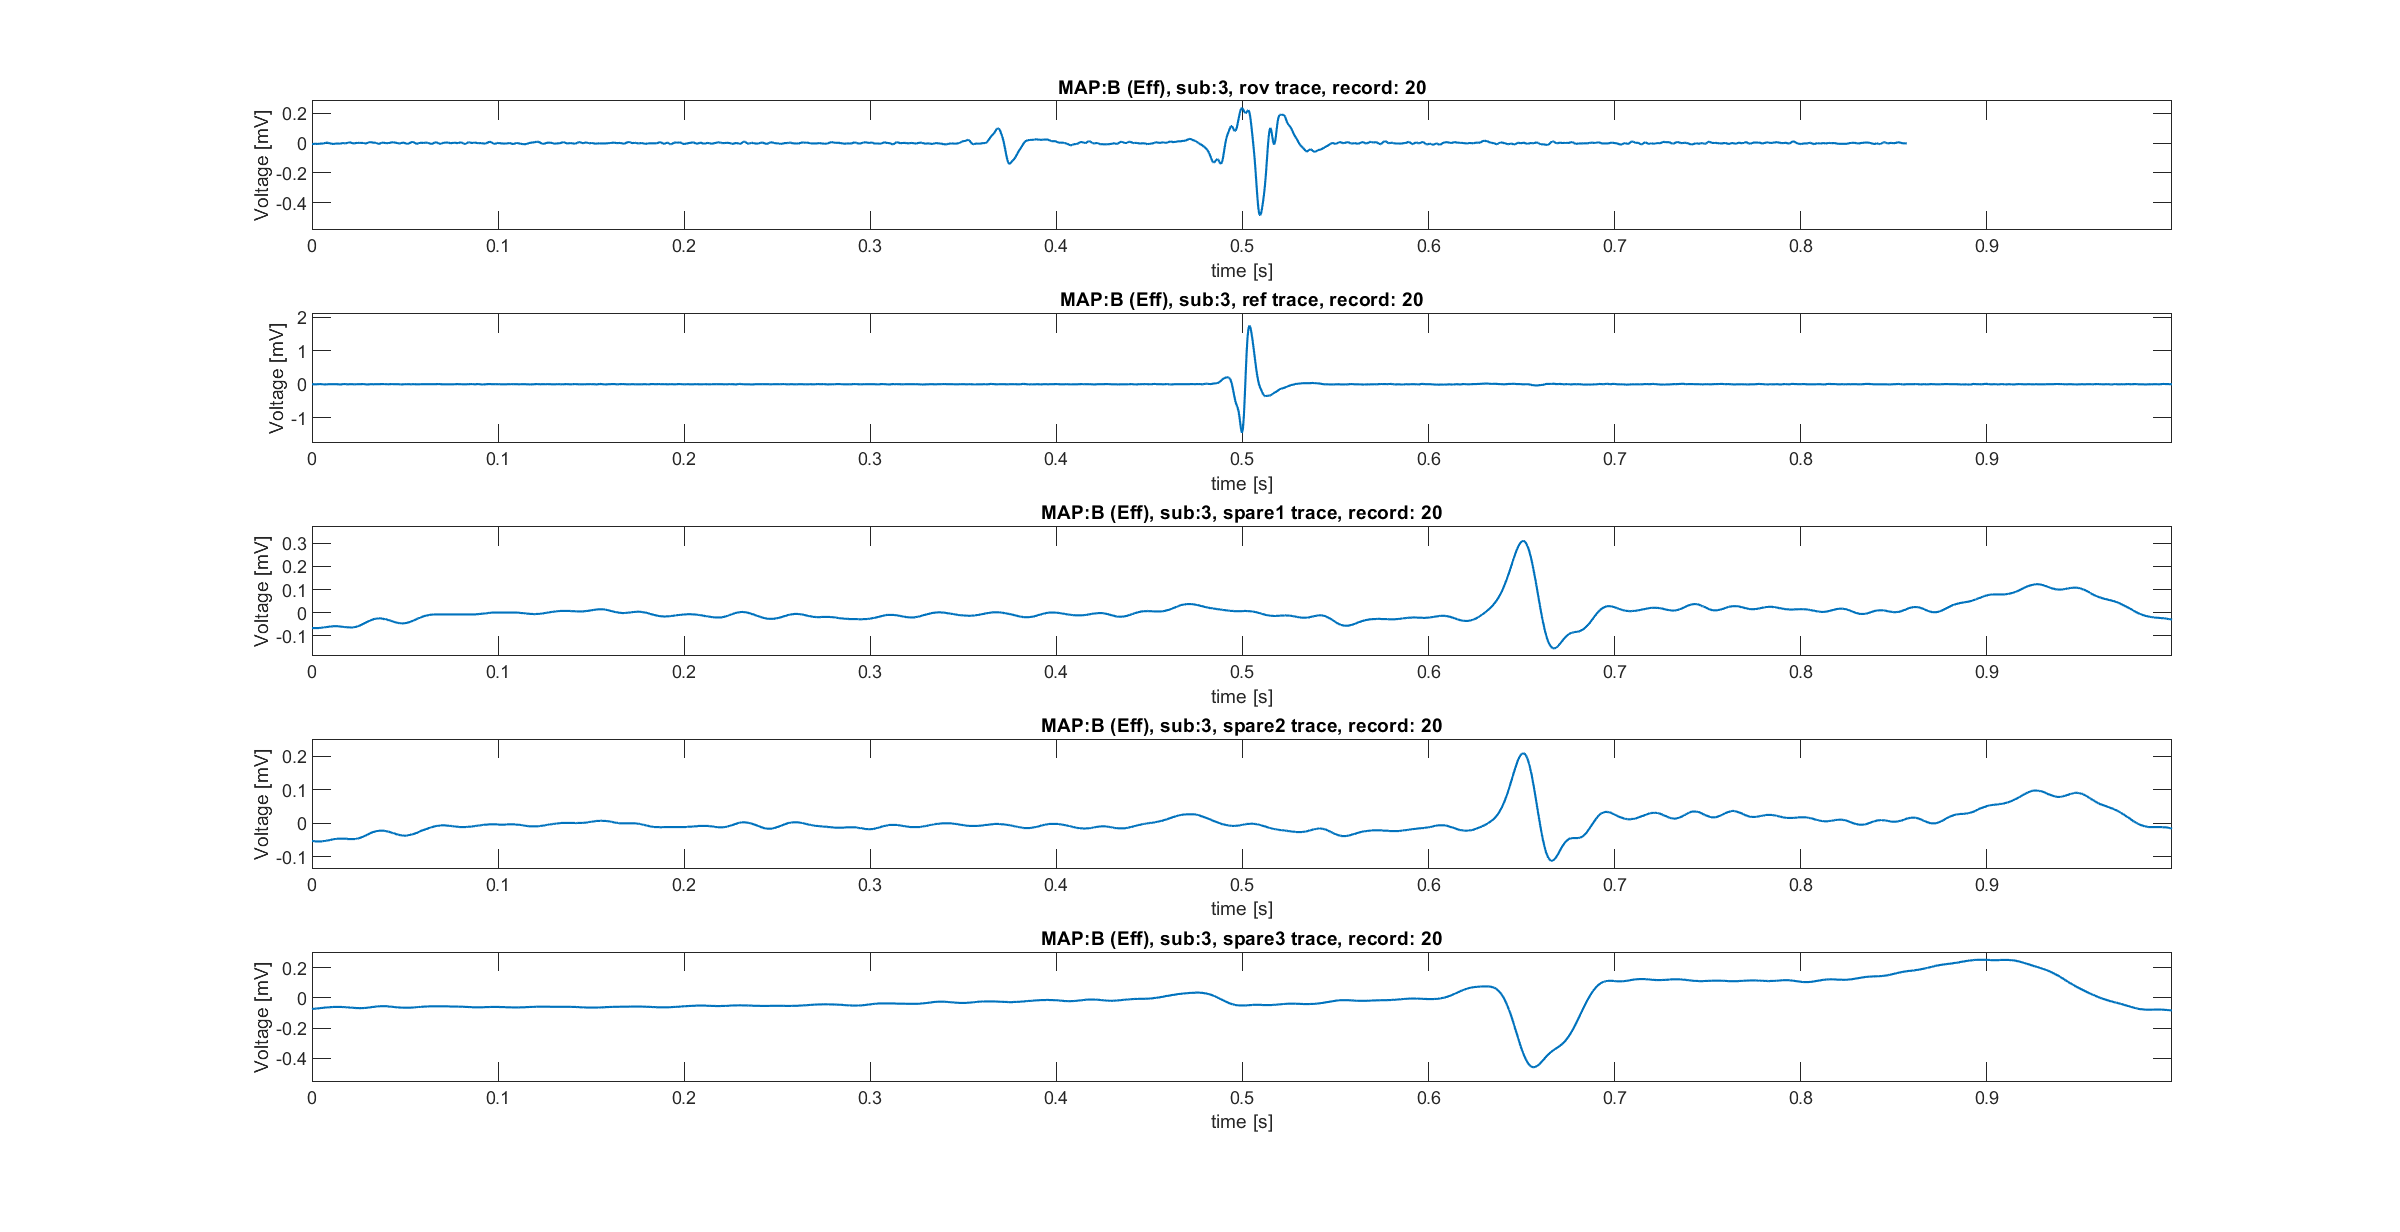 MAP:B (Eff), sub:3, rov trace, record: 20
Voltage [mV]
0.2
0
-0.2
-0.4
0 0.1 0.2 0.3 0.4 0.5 0.6 0.7 0.8 0.9
time [s]
MAP:B (Eff), sub:3, ref trace, record: 20
Voltage [mV]
2
1
0
-1
0 0.1 0.2 0.3 0.4 0.5 0.6 0.7 0.8 0.9
time [s]
MAP:B (Eff), sub:3, spare1 trace, record: 20
Voltage [mV]
0.3
0.2
0.1
0
-0.1
0 0.1 0.2 0.3 0.4 0.5 0.6 0.7 0.8 0.9
time [s]
MAP:B (Eff), sub:3, spare2 trace, record: 20
Voltage [mV]
0.2
0.1
0
-0.1
0 0.1 0.2 0.3 0.4 0.5 0.6 0.7 0.8 0.9
time [s]
MAP:B (Eff), sub:3, spare3 trace, record: 20
Voltage [mV]
0.2
0
-0.2
-0.4
0 0.1 0.2 0.3 0.4 0.5 0.6 0.7 0.8 0.9
time [s]